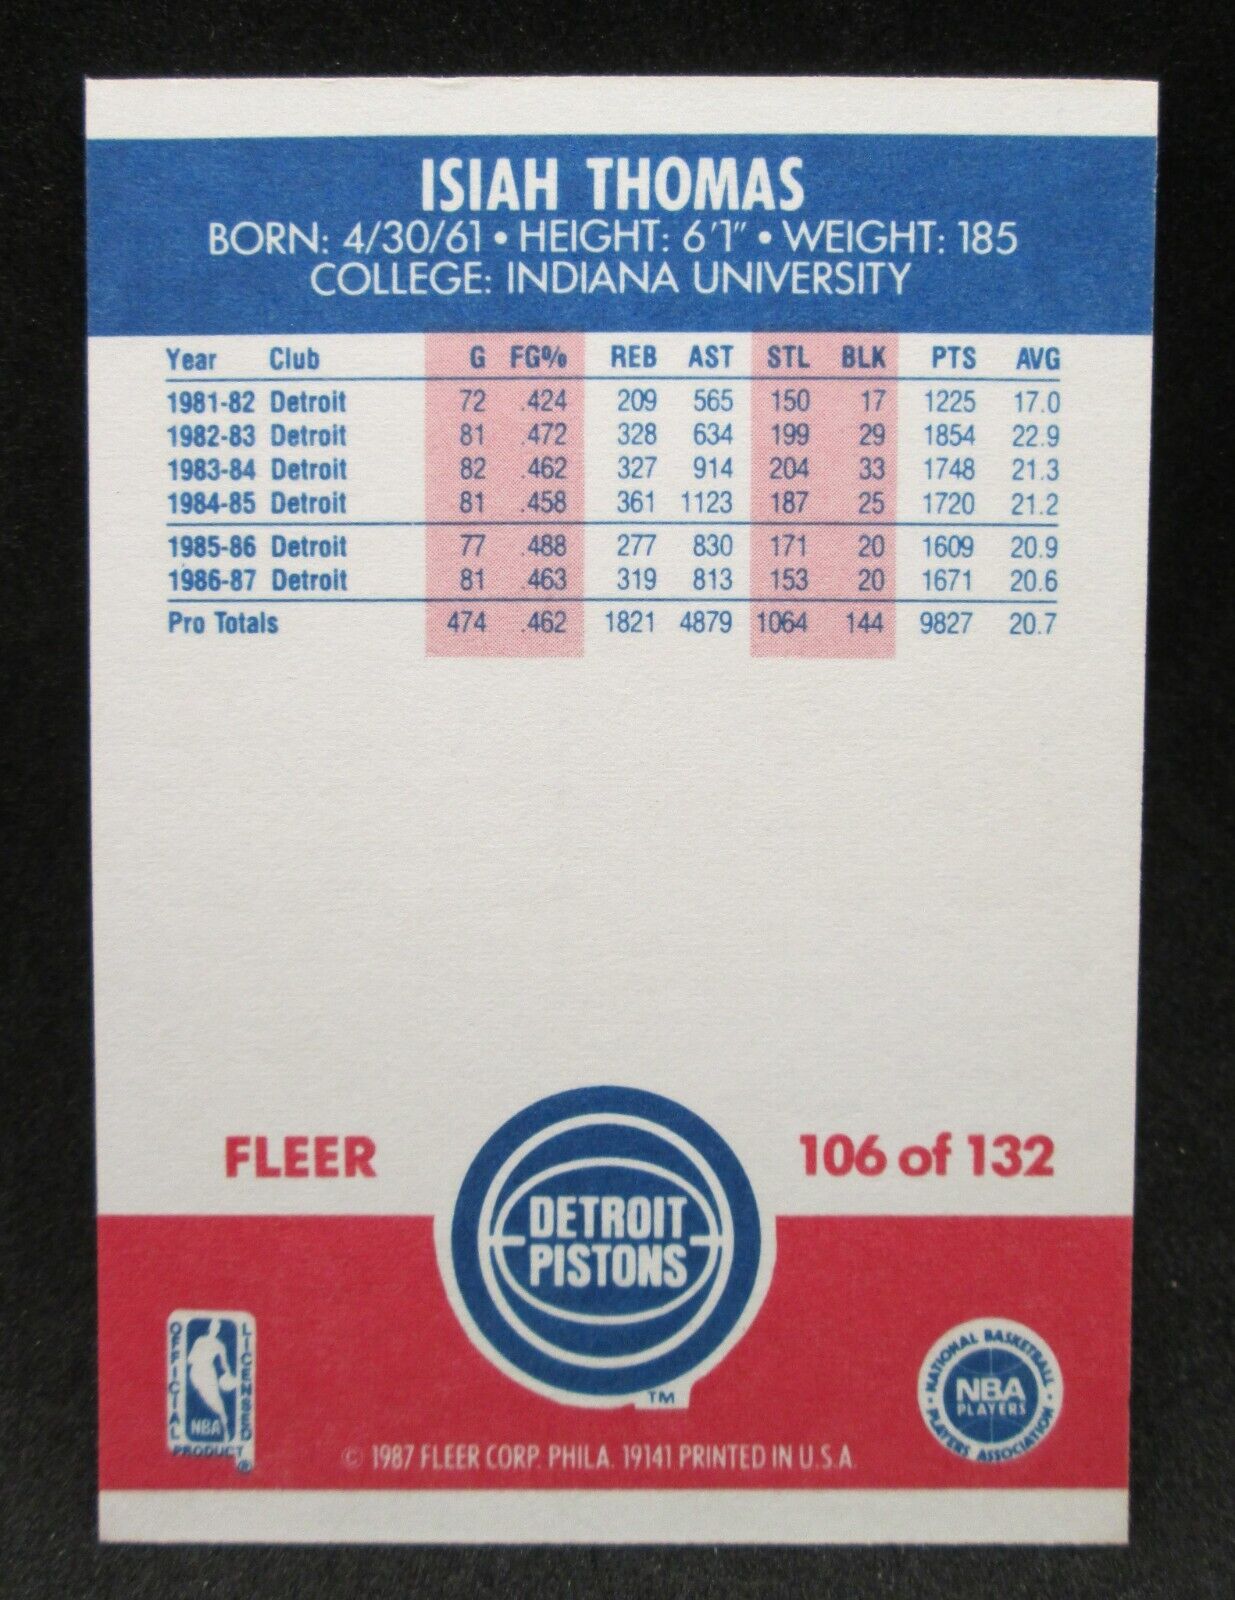 ISIAH THOMAS
BORN: 4/30/61 • HEIGHT: 6'1" • WEIGHT: 185
COLLEGE: INDIANA UNIVERSITY
Year Club G FG% REB AST STL BLK PTS AVG
1981-82 Detroit 72 .424 209 565 150 17 1225 17.0
1982-83 Detroit 81 .472 328 634 199 29 1854 22.9
1983-84 Detroit 82 .462 327 914 204 33 1748 21.3
1984-85 Detroit 81 .458 361 1123 187 25 1720 21.2
1985-86 Detroit 77 .488 277 830 171 20 1609 20.9
1986-87 Detroit 81 .463 319 813 153 20 1671 20.6
Pro Totals 474 .462 1821 4879 1064 144 9827 20.7
FLEER
106 of 132
DETROIT
PISTONS
TM
OFFICIAL LICENSED
NBA
PRODUCT ®
NATIONAL BASKETBALL
NBA
PLAYERS
• PLAYERS ASSOCIATION •
© 1987 FLEER CORP. PHILA. 19141 PRINTED IN U.S.A.